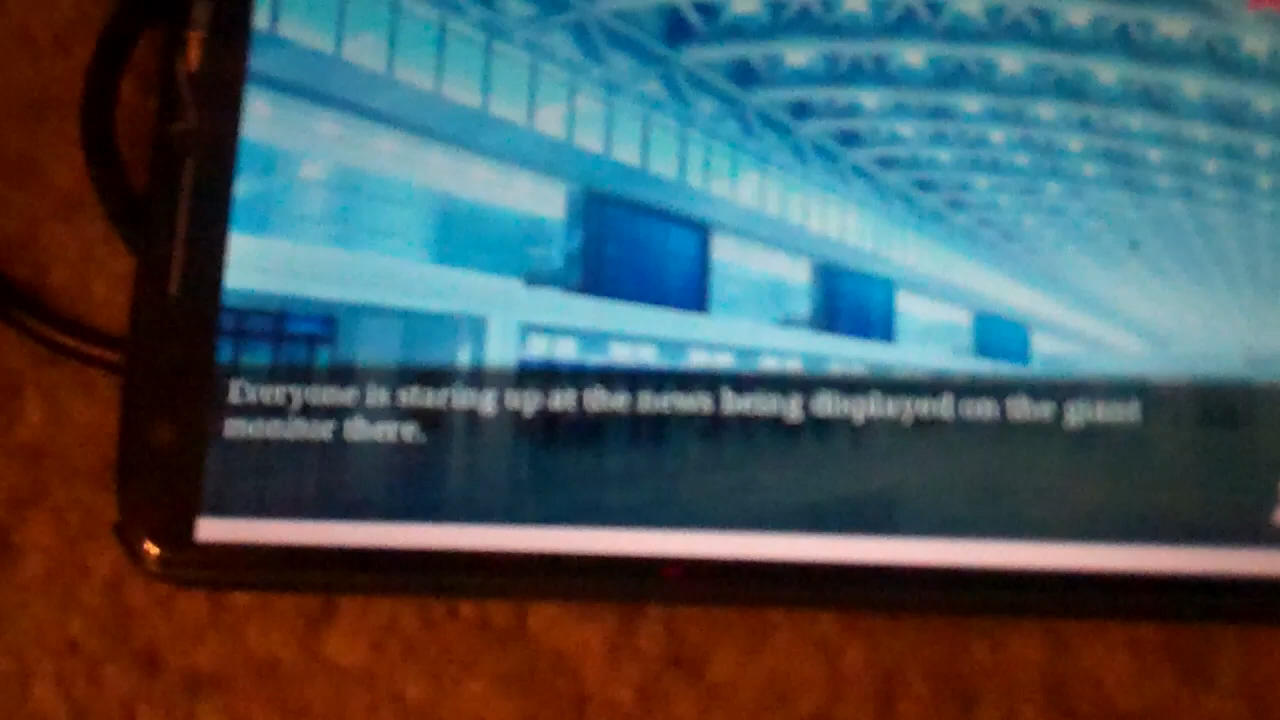 Everyone is staring up at the news being displayed on the giant
monitor there.